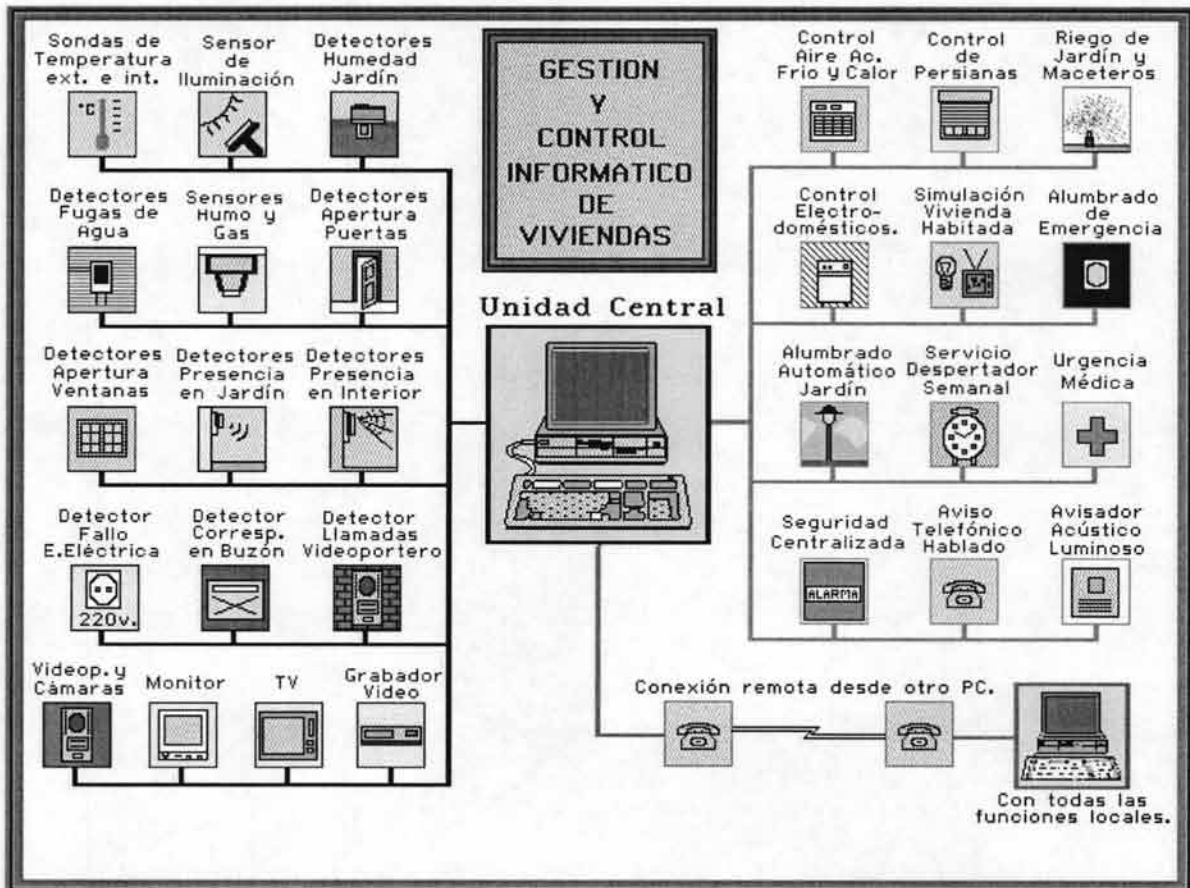 Sondas de
Temperatura
ext. e int.
Sensor
de
Iluminación
Detectores
Humedad
Jardín
°C
GESTION
Y
CONTROL
INFORMATICO
DE
VIVIENDAS
Control
Aire Ac.
Frio y Calor
Control
de
Persianas
Riego de
Jardín y
Maceteros
Detectores
Fugas de
Agua
Sensores
Humo y
Gas
Detectores
Apertura
Puertas
Control
Electro-
domésticos.
Simulación
Vivienda
Habitada
Alumbrado
de
Emergencia
Unidad Central
Detectores
Apertura
Ventanas
Detectores
Presencia
en Jardín
Detectores
Presencia
en Interior
Alumbrado
Automático
Jardín
Servicio
Despertador
Semanal
Urgencia
Médica
Detector
Fallo
E.Eléctrica
220v.
Detector
Corresp.
en Buzón
Detector
Llamadas
Videoportero
Seguridad
Centralizada
ALARMA
Aviso
Telefónico
Hablado
Avisador
Acústico
Luminoso
Videop. y
Cámaras
Monitor
TV
Grabador
Video
Conexión remota desde otro PC.
Con todas las
funciones locales.